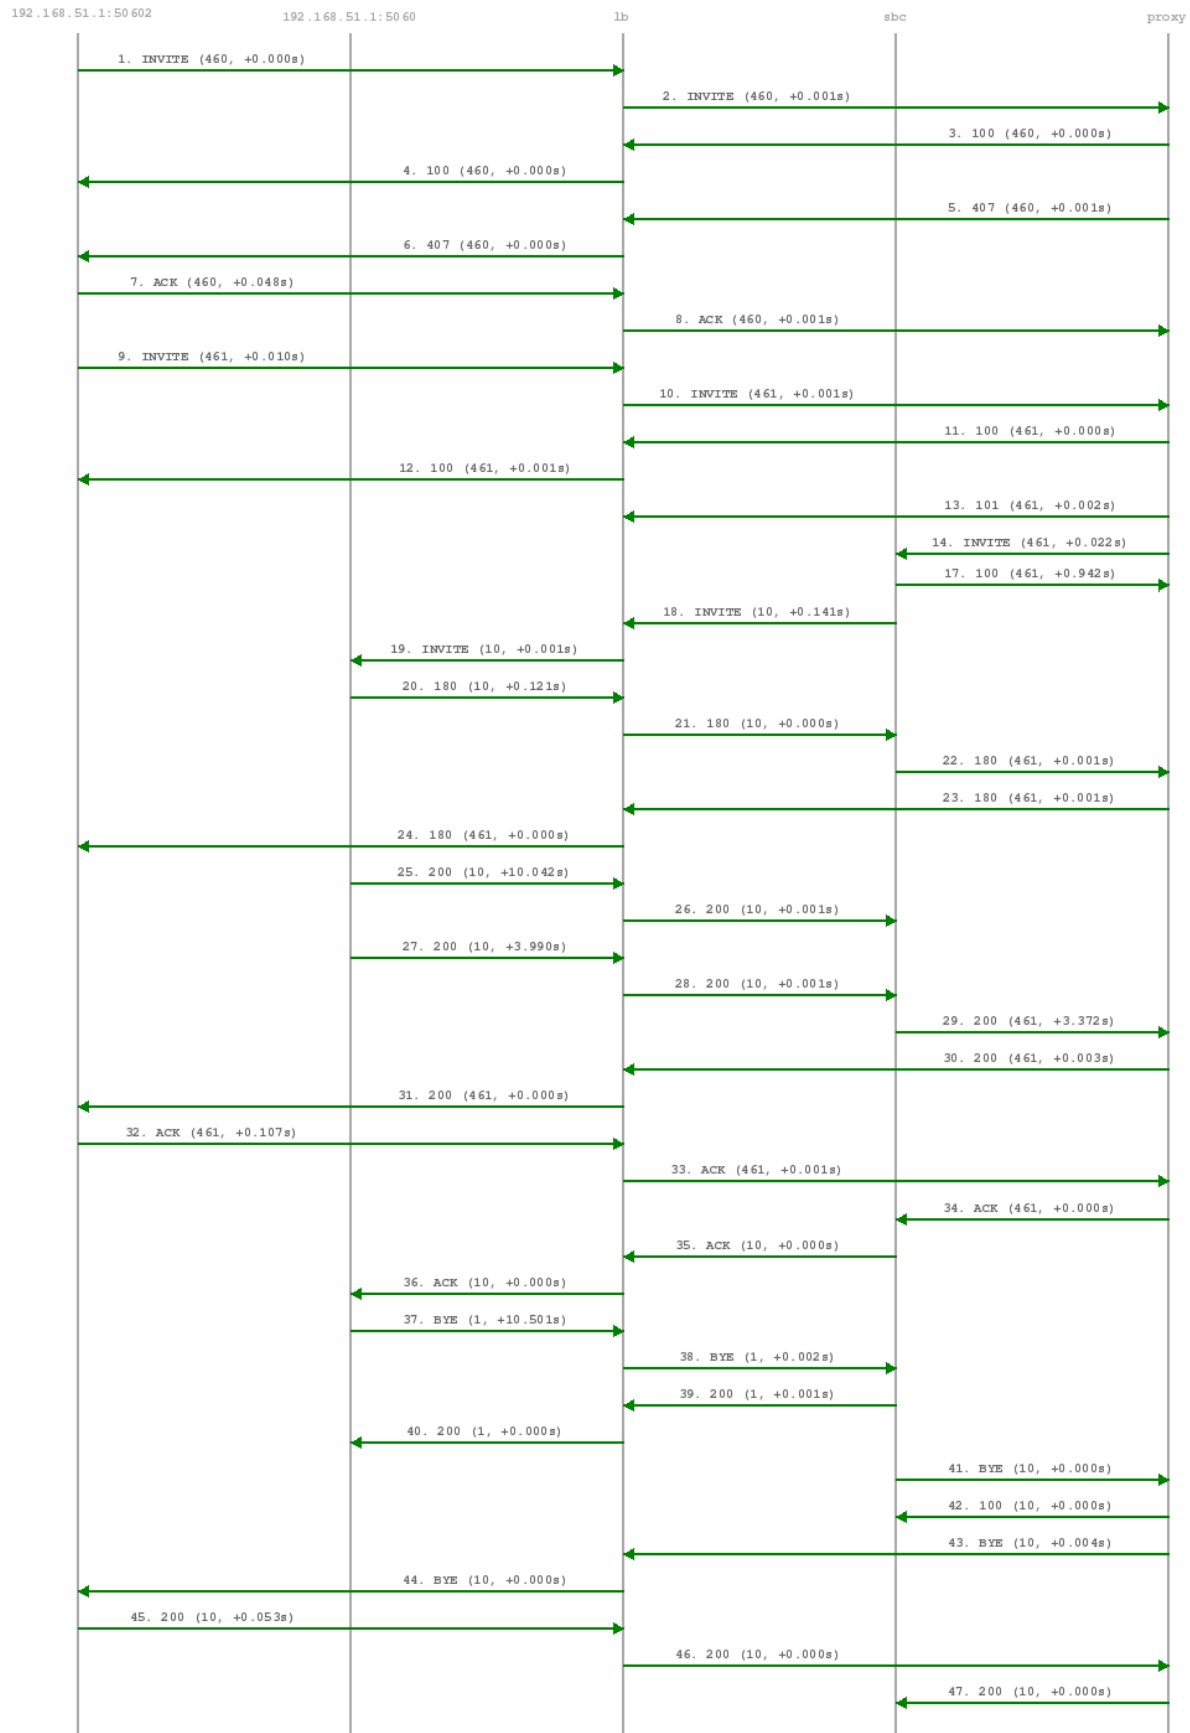 192.168.51.1:50602
192.168.51.1:5060
lb
sbc
proxy
1. INVITE (460, +0.000s)
2. INVITE (460, +0.001s)
3. 100 (460, +0.000s)
4. 100 (460, +0.000s)
5. 407 (460, +0.001s)
6. 407 (460, +0.000s)
7. ACK (460, +0.048s)
8. ACK (460, +0.001s)
9. INVITE (461, +0.010s)
10. INVITE (461, +0.001s)
11. 100 (461, +0.000s)
12. 100 (461, +0.001s)
13. 101 (461, +0.002s)
14. INVITE (461, +0.022s)
17. 100 (461, +0.942s)
18. INVITE (10, +0.141s)
19. INVITE (10, +0.001s)
20. 180 (10, +0.121s)
21. 180 (10, +0.000s)
22. 180 (461, +0.001s)
23. 180 (461, +0.001s)
24. 180 (461, +0.000s)
25. 200 (10, +10.042s)
26. 200 (10, +0.001s)
27. 200 (10, +3.990s)
28. 200 (10, +0.001s)
29. 200 (461, +3.372s)
30. 200 (461, +0.003s)
31. 200 (461, +0.000s)
32. ACK (461, +0.107s)
33. ACK (461, +0.001s)
34. ACK (461, +0.000s)
35. ACK (10, +0.000s)
36. ACK (10, +0.000s)
37. BYE (1, +10.501s)
38. BYE (1, +0.002s)
39. 200 (1, +0.001s)
40. 200 (1, +0.000s)
41. BYE (10, +0.000s)
42. 100 (10, +0.000s)
43. BYE (10, +0.004s)
44. BYE (10, +0.000s)
45. 200 (10, +0.053s)
46. 200 (10, +0.000s)
47. 200 (10, +0.000s)